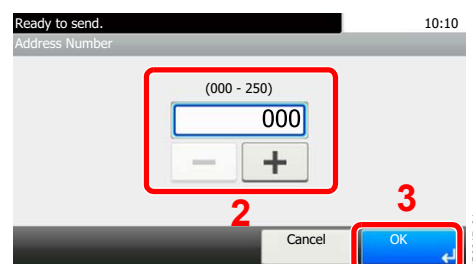 Ready to send.
10:10
Address Number
(000 - 250)
000
2
3
Cancel
OK